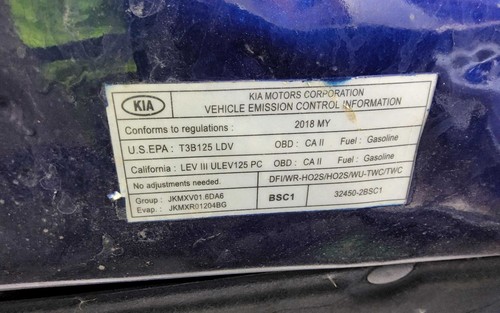 KIA
KIA MOTORS CORPORATION
VEHICLE EMISSION CONTROL INFORMATION
Conforms to regulations : 2018 MY
U.S.EPA : T3B125 LDV OBD : CA II Fuel : Gasoline
California : LEV III ULEV125 PC OBD : CA II Fuel : Gasoline
No adjustments needed. DFI/WR-HO2S/HO2S/WU-TWC/TWC
Group : JKMXV01.6DA6
Evap. : JKMXR01204BG
BSC1 32450-2BSC1